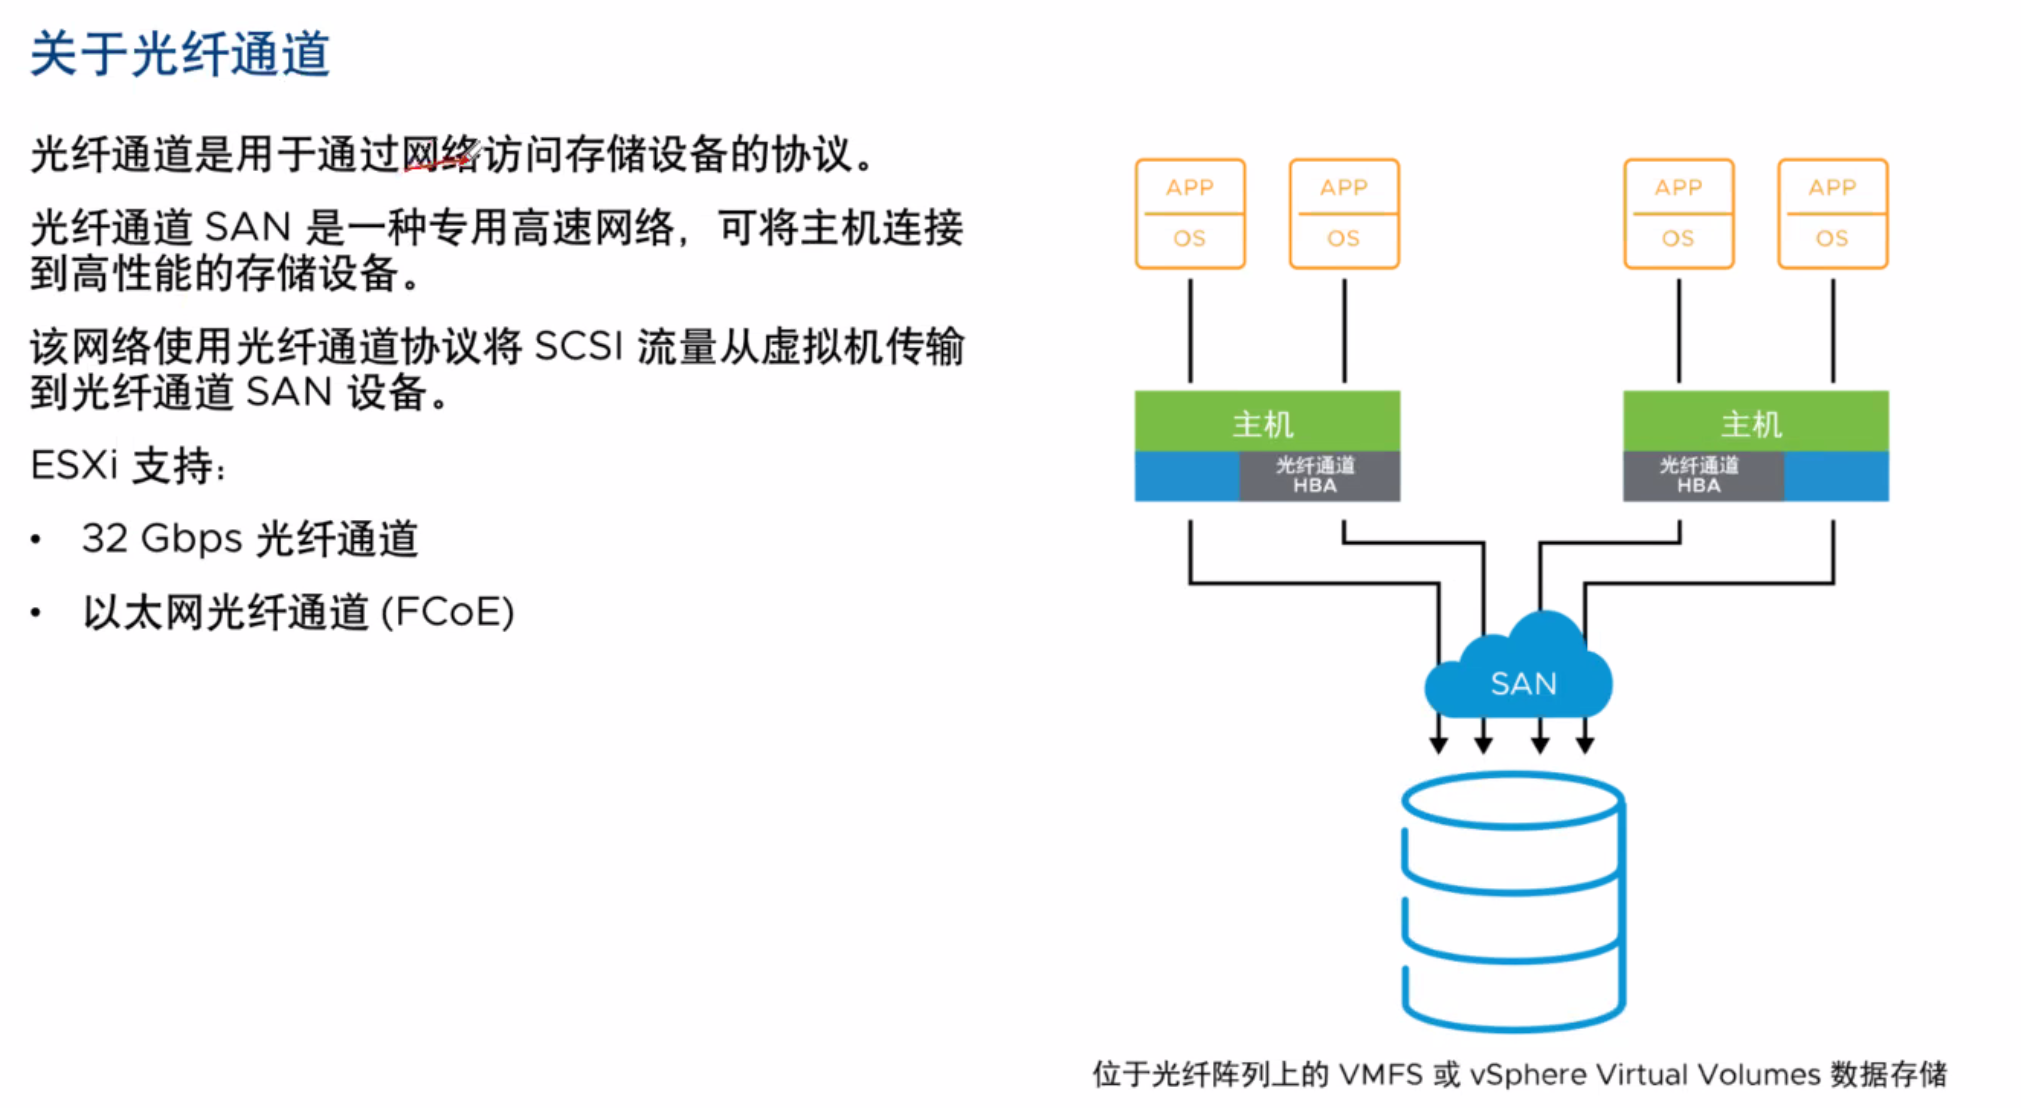 关于光纤通道
光纤通道是用于通过网络访问存储设备的协议。
光纤通道 SAN 是一种专用高速网络，可将主机连接
到高性能的存储设备。
该网络使用光纤通道协议将 SCSI 流量从虚拟机传输
到光纤通道 SAN 设备。
ESXi 支持：
• 32 Gbps 光纤通道
• 以太网光纤通道 (FCoE)
APP
OS
APP
OS
APP
OS
APP
OS
主机
光纤通道
HBA
主机
光纤通道
HBA
SAN
位于光纤阵列上的 VMFS 或 vSphere Virtual Volumes 数据存储